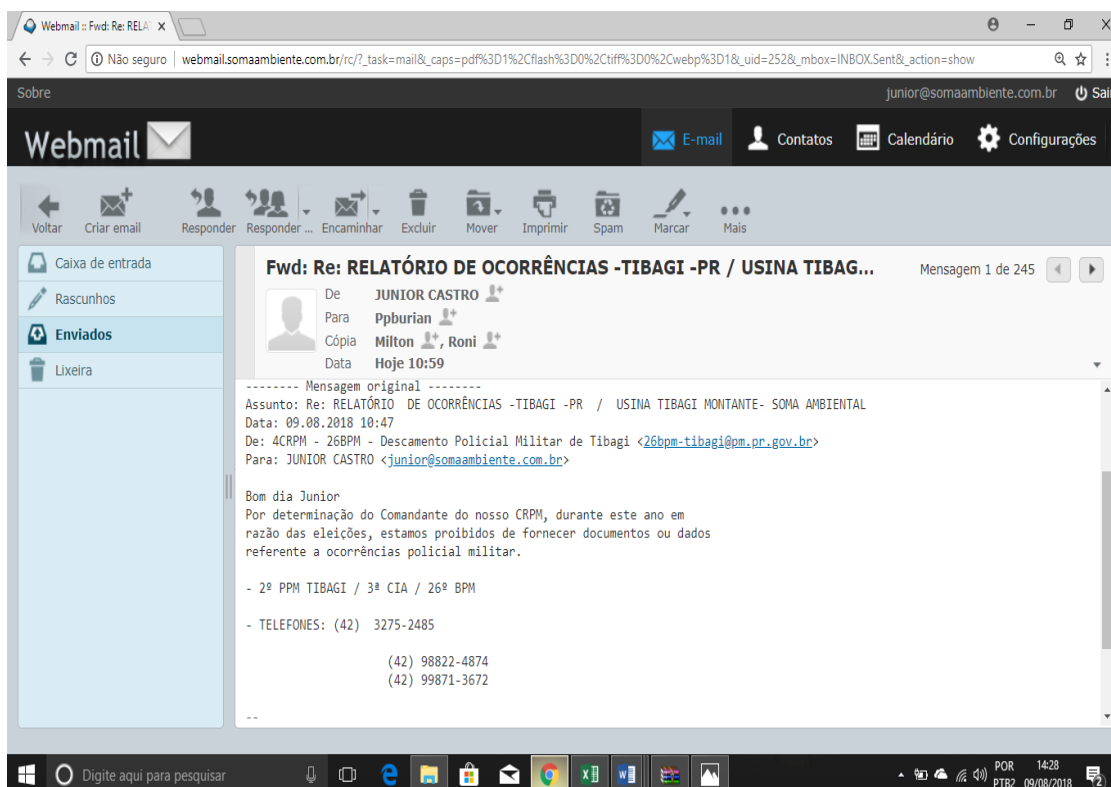 Webmail :: Fwd: Re: RELA
Não seguro webmail.somaambiente.com.br/rc/?_task=mail&_caps=pdf%3D1%2Cflash%3D0%2Ctiff%3D0%2Cwebp%3D1&_uid=252&_mbox=INBOX.Sent&_action=show
Sobre junior@somaambiente.com.br Sair
Webmail E-mail Contatos Calendário Configurações
Voltar Criar email Responder Responder ... Encaminhar Excluir Mover Imprimir Spam Marcar Mais
Caixa de entrada
Rascunhos
Enviados
Lixeira
Fwd: Re: RELATÓRIO DE OCORRÊNCIAS -TIBAGI -PR / USINA TIBAG... Mensagem 1 de 245
De JUNIOR CASTRO
Para Ppburian
Cópia Milton , Roni
Data Hoje 10:59
-------- Mensagem original --------
Assunto: Re: RELATÓRIO DE OCORRÊNCIAS -TIBAGI -PR / USINA TIBAGI MONTANTE- SOMA AMBIENTAL
Data: 09.08.2018 10:47
De: 4CRPM - 26BPM - Descamento Policial Militar de Tibagi <26bpm-tibagi@pm.pr.gov.br>
Para: JUNIOR CASTRO <junior@somaambiente.com.br>
Bom dia Junior
Por determinação do Comandante do nosso CRPM, durante este ano em
razão das eleições, estamos proibidos de fornecer documentos ou dados
referente a ocorrências policial militar.
- 2º PPM TIBAGI / 3ª CIA / 26º BPM
- TELEFONES: (42) 3275-2485
(42) 98822-4874
(42) 99871-3672
--
Digite aqui para pesquisar
POR 14:28
PTB2 09/08/2018